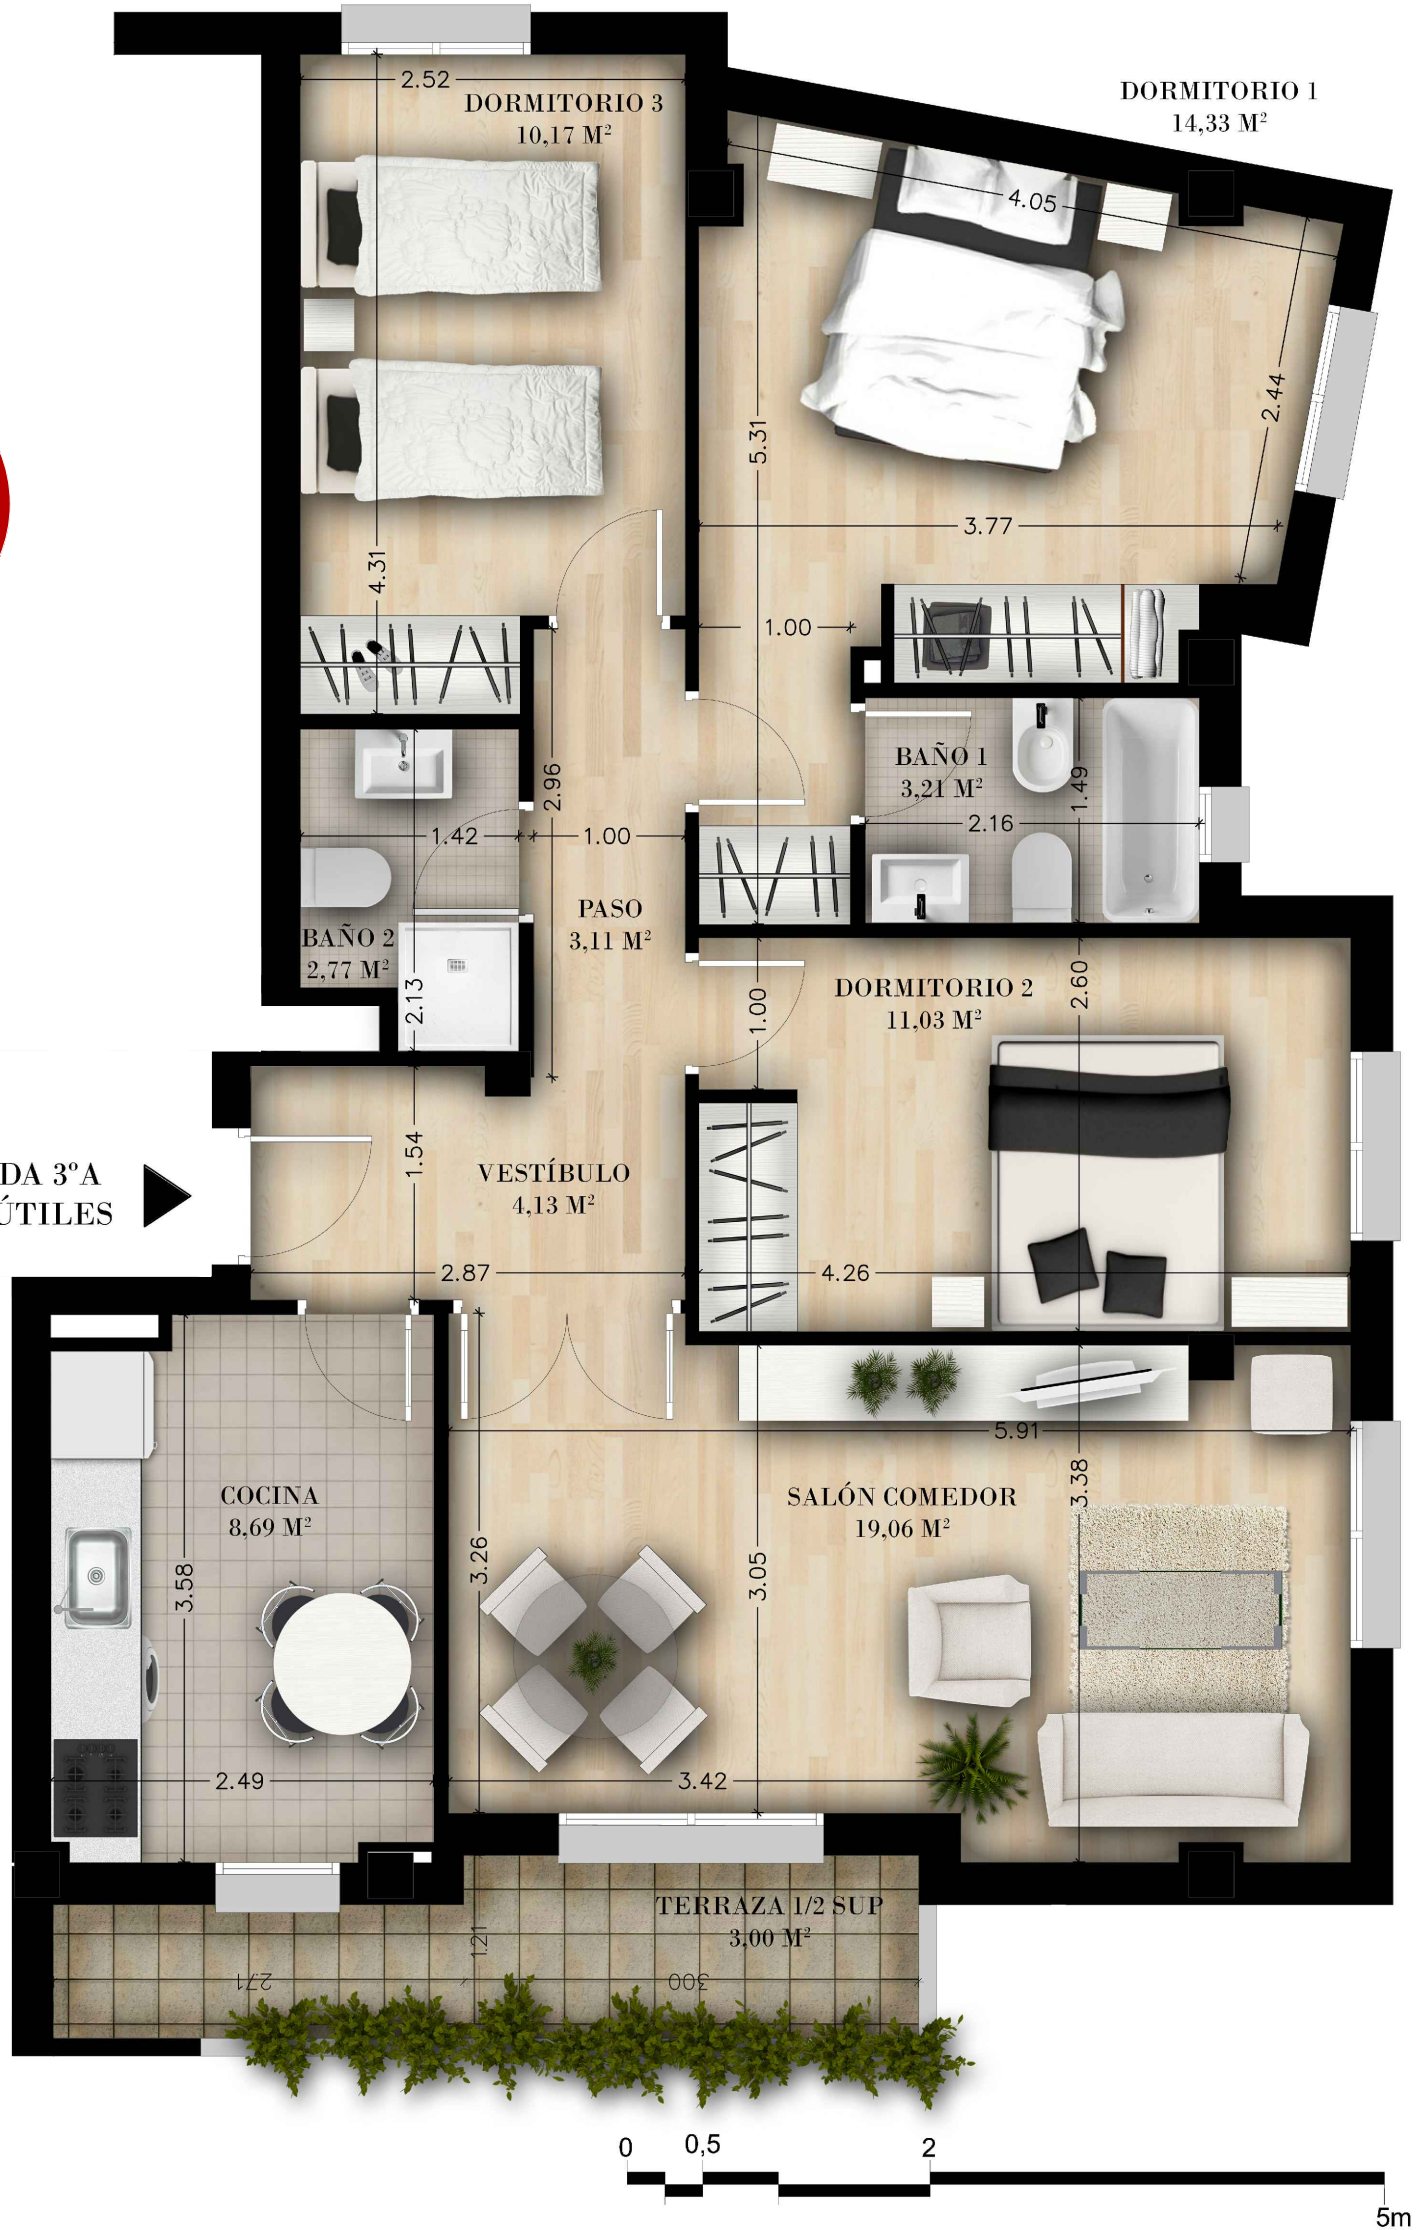 2.52
DORMITORIO 3
10,17 M²
DORMITORIO 1
14,33 M²
4.05
2.44
5.31
3.77
4.31
1.00
BAÑO 1
3,21 M²
1.49
2.16
2.96
1.42
1.00
PASO
3,11 M²
BAÑO 2
2,77 M²
2.13
DORMITORIO 2
11,03 M²
2.60
1.00
1.54
DA 3ºA
ÚTILES
VESTÍBULO
4,13 M²
2.87
4.26
5.91
COCINA
8,69 M²
SALÓN COMEDOR
19,06 M²
3.38
3.26
3.05
3.58
2.49
3.42
TERRAZA 1/2 SUP
3,00 M²
1.21
2.71
3.00
0 0,5 2
5m